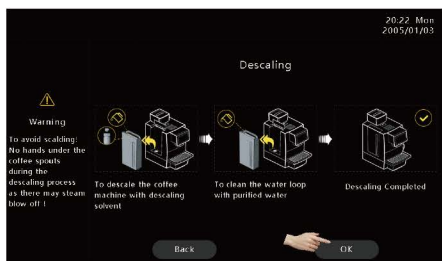 20:22 Mon
2005/01/03
Descaling
Warning
To avoid scalding:
No hands under the
coffee spouts
during the
descaling process
as there may steam
blow off !
To descale the coffee
machine with descaling
solvent
To clean the water loop
with purified water
Descaling Completed
Back
OK